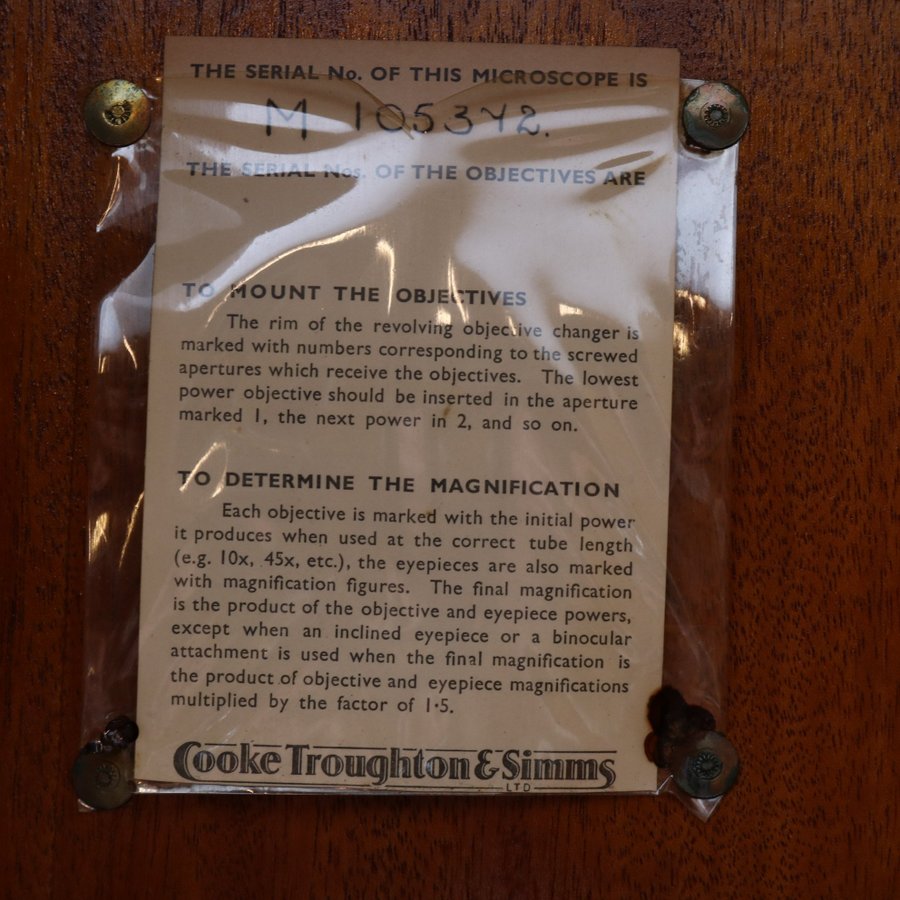 THE SERIAL No. OF THIS MICROSCOPE IS
M 105342.
THE SERIAL Nos. OF THE OBJECTIVES ARE
TO MOUNT THE OBJECTIVES
The rim of the revolving objective changer is
marked with numbers corresponding to the screwed
apertures which receive the objectives. The lowest
power objective should be inserted in the aperture
marked 1, the next power in 2, and so on.
TO DETERMINE THE MAGNIFICATION
Each objective is marked with the initial power
it produces when used at the correct tube length
(e.g. 10x, 45x, etc.), the eyepieces are also marked
with magnification figures. The final magnification
is the product of the objective and eyepiece powers,
except when an inclined eyepiece or a binocular
attachment is used when the final magnification is
the product of objective and eyepiece magnifications
multiplied by the factor of 1·5.
Cooke Troughton & Simms
LTD